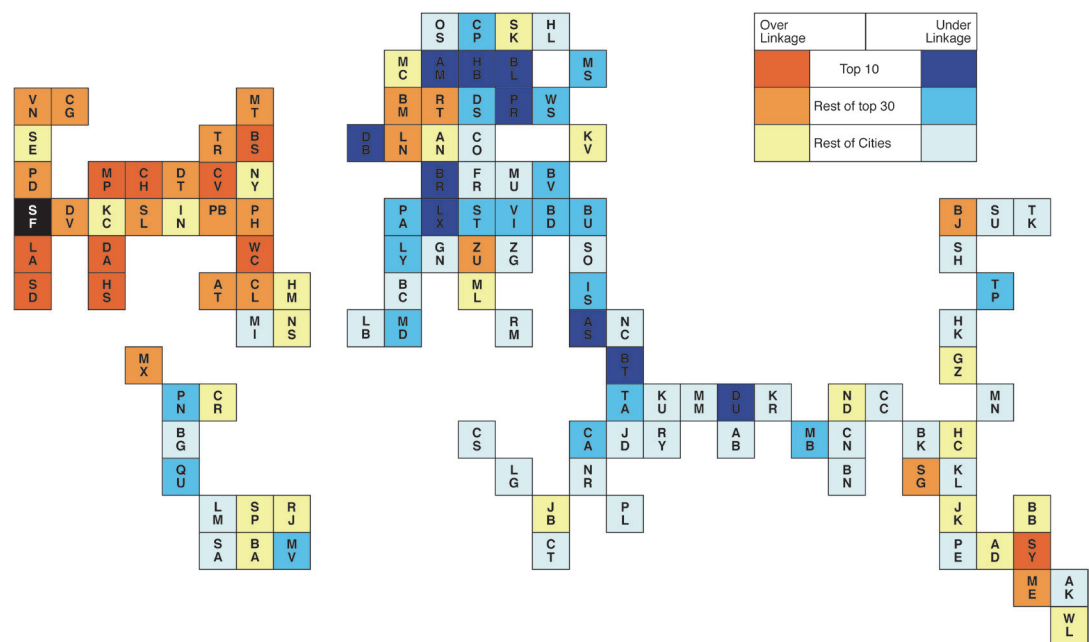 OS CP SK HL
MC AM HB BL MS
VN CG MT BM RT DS PR WS
SE TR BS DB LN AN CO KV
PD MP CH DT CV NY BR FR MU BV
SF DV KC SL IN PB PH PA LX ST VI BD BU BJ SU TK
LA DA WC LY GN ZU ZG SO SH
SD HS AT CL HM BC ML IS TP
MI NS LB MD RM AS NC HK
MX BT GZ
PN CR TA KU MM DU KR ND CC MN
BG CS CA JD RY AB MB CN BK HC
QU LG NR BN SG KL
LM SP RJ JB PL JK BB
SA BA MV CT PE AD SY
ME AK
WL
Over
Linkage
Under
Linkage
Top 10
Rest of top 30
Rest of Cities